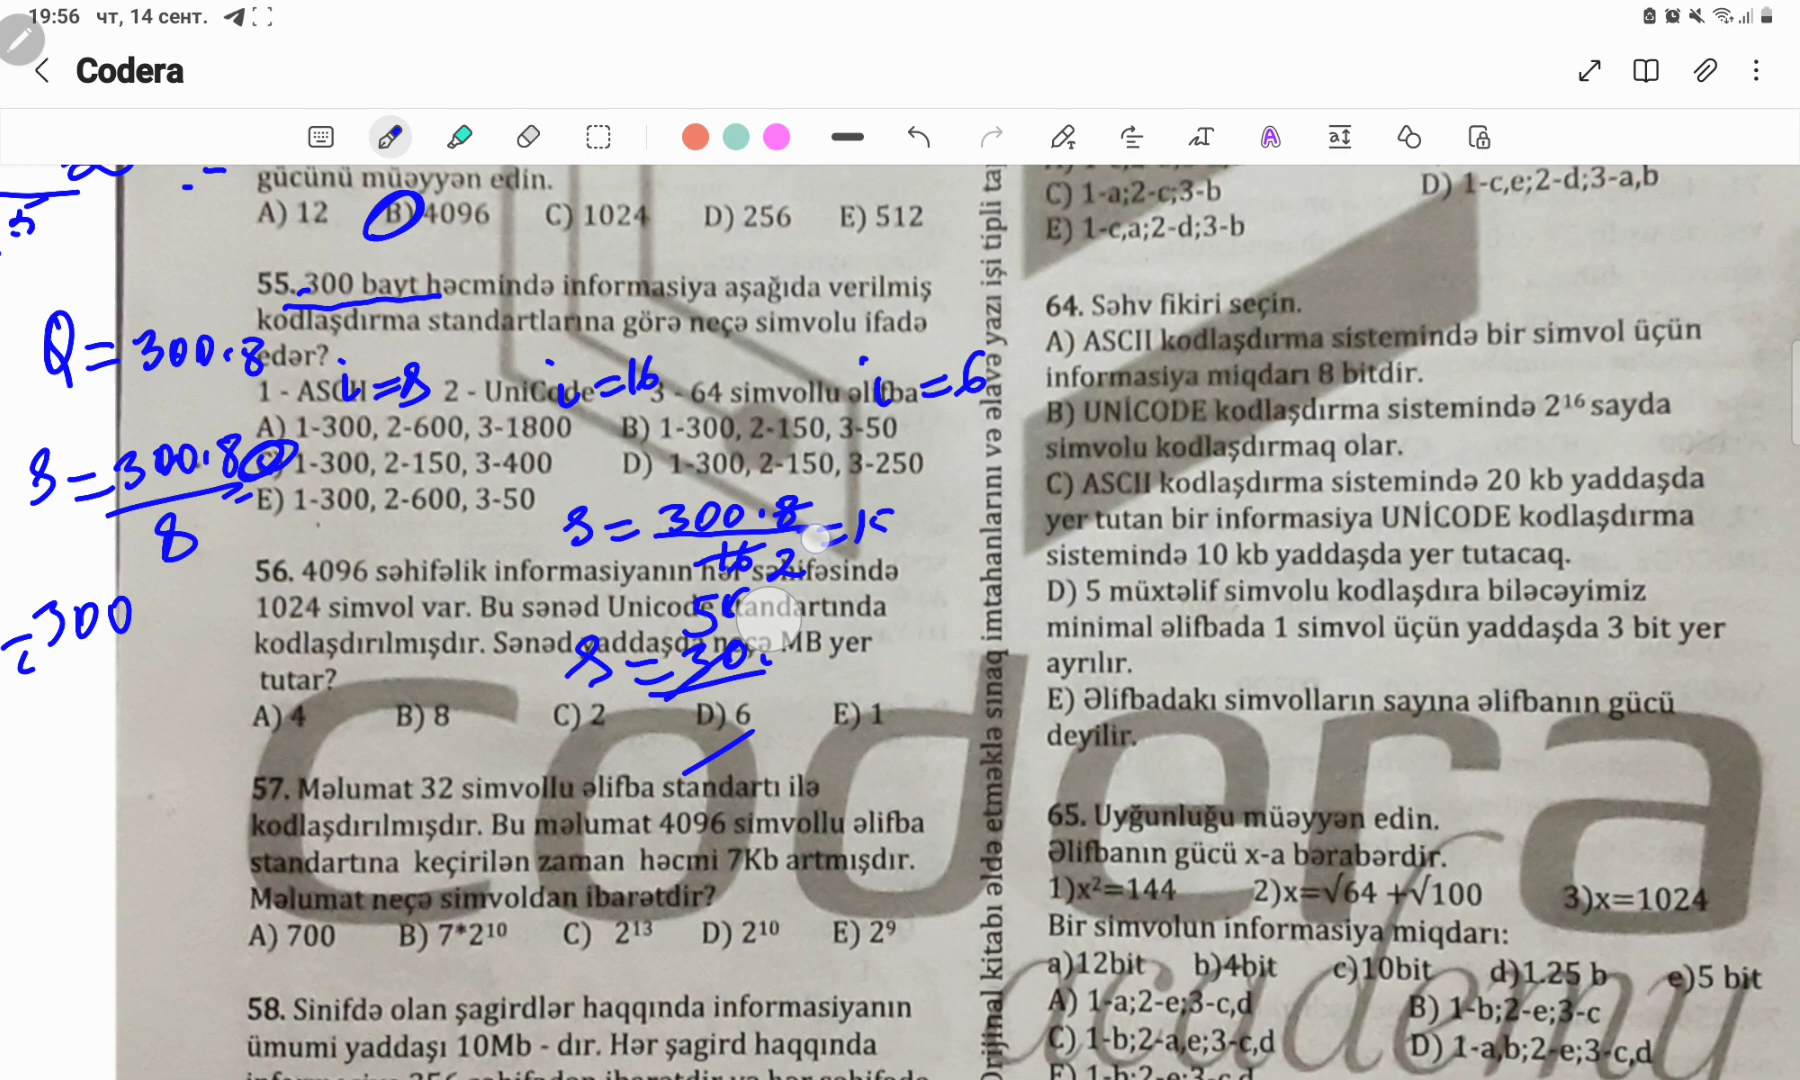 19:56 чт, 14 сент.
Codera
gücünü müəyyən edin.
A) 12 B) 4096 C) 1024 D) 256 E) 512
55. 300 bayt həcmində informasiya aşağıda verilmiş
kodlaşdırma standartlarına görə neçə simvolu ifadə
edər?
Q = 300·8
i = 8 i = 16 i = 6
1 - ASCII 2 - UniCode 3 - 64 simvollu əlifba
A) 1-300, 2-600, 3-1800 B) 1-300, 2-150, 3-50
C) 1-300, 2-150, 3-400 D) 1-300, 2-150, 3-250
E) 1-300, 2-600, 3-50
S = 300·8
8
= 300
S = 300·8
16 2
56. 4096 səhifəlik informasiyanın hər səhifəsində
1024 simvol var. Bu sənəd Unicode standartında
kodlaşdırılmışdır. Sənəd yaddaşda neçə MB yer
tutar?
A) 4 B) 8 C) 2 D) 6 E) 1
57. Məlumat 32 simvollu əlifba standartı ilə
kodlaşdırılmışdır. Bu məlumat 4096 simvollu əlifba
standartına keçirilən zaman həcmi 7Kb artmışdır.
Məlumat neçə simvoldan ibarətdir?
A) 700 B) 7*2¹⁰ C) 2¹³ D) 2¹⁰ E) 2⁹
58. Sinifdə olan şagirdlər haqqında informasiyanın
ümumi yaddaşı 10Mb - dır. Hər şagird haqqında
Orijinal kitabı əldə etməklə sınaq imtahanlarını və əlavə yazı işi tipli
C) 1-a;2-c;3-b D) 1-c,e;2-d;3-a,b
E) 1-c,a;2-d;3-b
64. Səhv fikiri seçin.
A) ASCII kodlaşdırma sistemində bir simvol üçün
informasiya miqdarı 8 bitdir.
B) UNİCODE kodlaşdırma sistemində 2¹⁶ sayda
simvolu kodlaşdırmaq olar.
C) ASCII kodlaşdırma sistemində 20 kb yaddaşda
yer tutan bir informasiya UNİCODE kodlaşdırma
sistemində 10 kb yaddaşda yer tutacaq.
D) 5 müxtəlif simvolu kodlaşdıra biləcəyimiz
minimal əlifbada 1 simvol üçün yaddaşda 3 bit yer
ayrılır.
E) Əlifbadakı simvolların sayına əlifbanın gücü
deyilir.
65. Uyğunluğu müəyyən edin.
Əlifbanın gücü x-a bərabərdir.
1)x²=144 2)x=√64 +√100 3)x=1024
Bir simvolun informasiya miqdarı:
a)12bit b)4bit c)10bit d)1.25 b e)5 bit
A) 1-a;2-e;3-c,d B) 1-b;2-e;3-c
C) 1-b;2-a,e;3-c,d D) 1-a,b;2-e;3-c,d
E) 1-b;2-e;3-c,d
Codera
academy